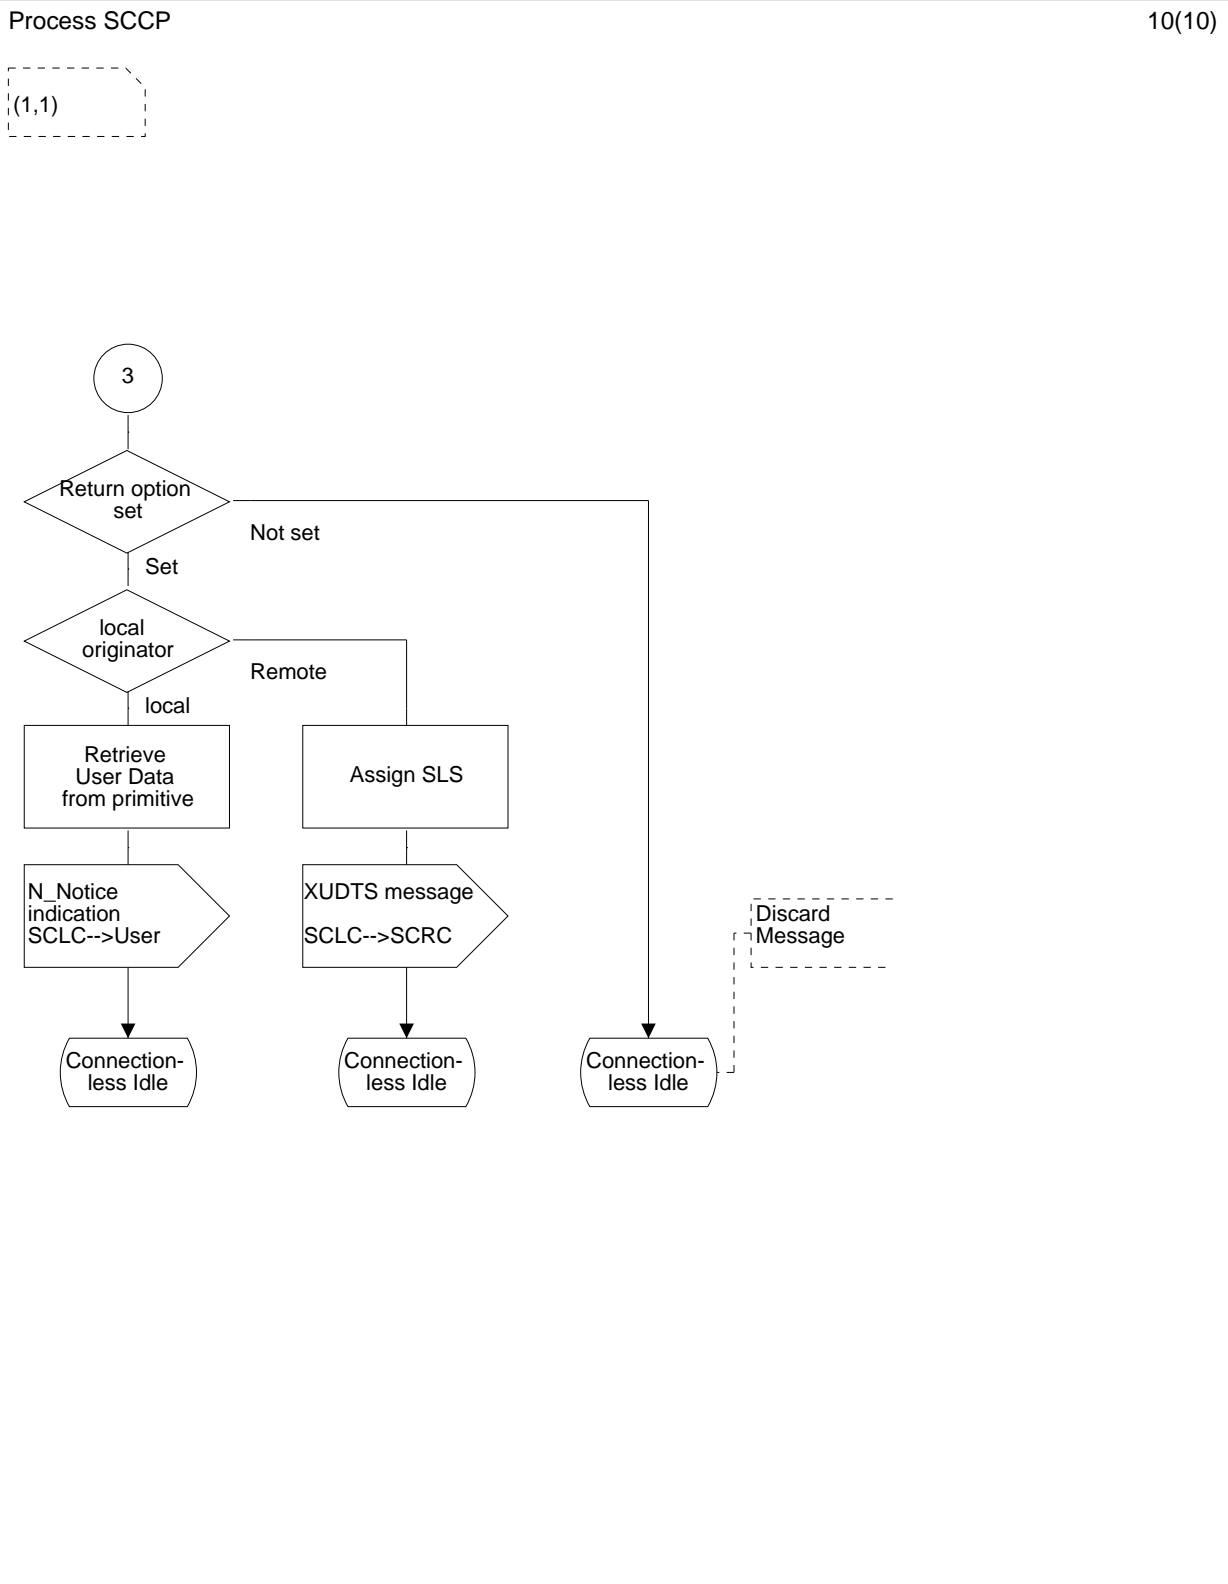 Process SCCP
10(10)
(1,1)
3
Return option
set
Not set
Set
local
originator
Remote
local
Retrieve
User Data
from primitive
Assign SLS
N_Notice
indication
SCLC-->User
XUDTS message
SCLC-->SCRC
Discard
Message
Connection-
less Idle
Connection-
less Idle
Connection-
less Idle